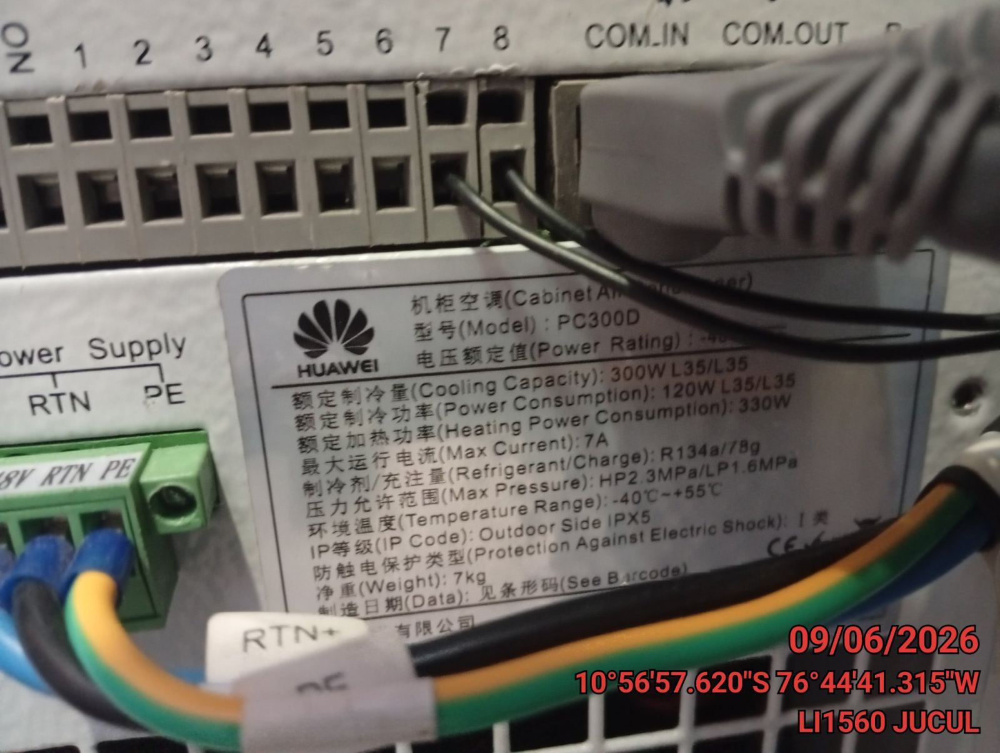 NO 1 2 3 4 5 6 7 8 COM_IN COM_OUT
HUAWEI
机柜空调(Cabinet
型号(Model) : PC300D
电压额定值(Power Rating) :
额定制冷量(Cooling Capacity): 300W L35/L35
额定制冷功率(Power Consumption): 120W L35/L35
额定加热功率(Heating Power Consumption): 330W
最大运行电流(Max Current): 7A
制冷剂/充注量(Refrigerant/Charge): R134a/78g
压力允许范围(Max Pressure): HP2.3MPa/LP1.6MPa
环境温度(Temperature Range): -40℃~+55℃
IP等级(IP Code): Outdoor Side IPX5
防触电保护类型(Protection Against Electric Shock): I 类
净重(Weight): 7kg
制造日期(Data): 见条形码(See Barcode)
有限公司
CE
Supply
RTN PE
RTN PE
RTN+
09/06/2026
10°56'57.620"S 76°44'41.315"W
LI1560 JUCUL